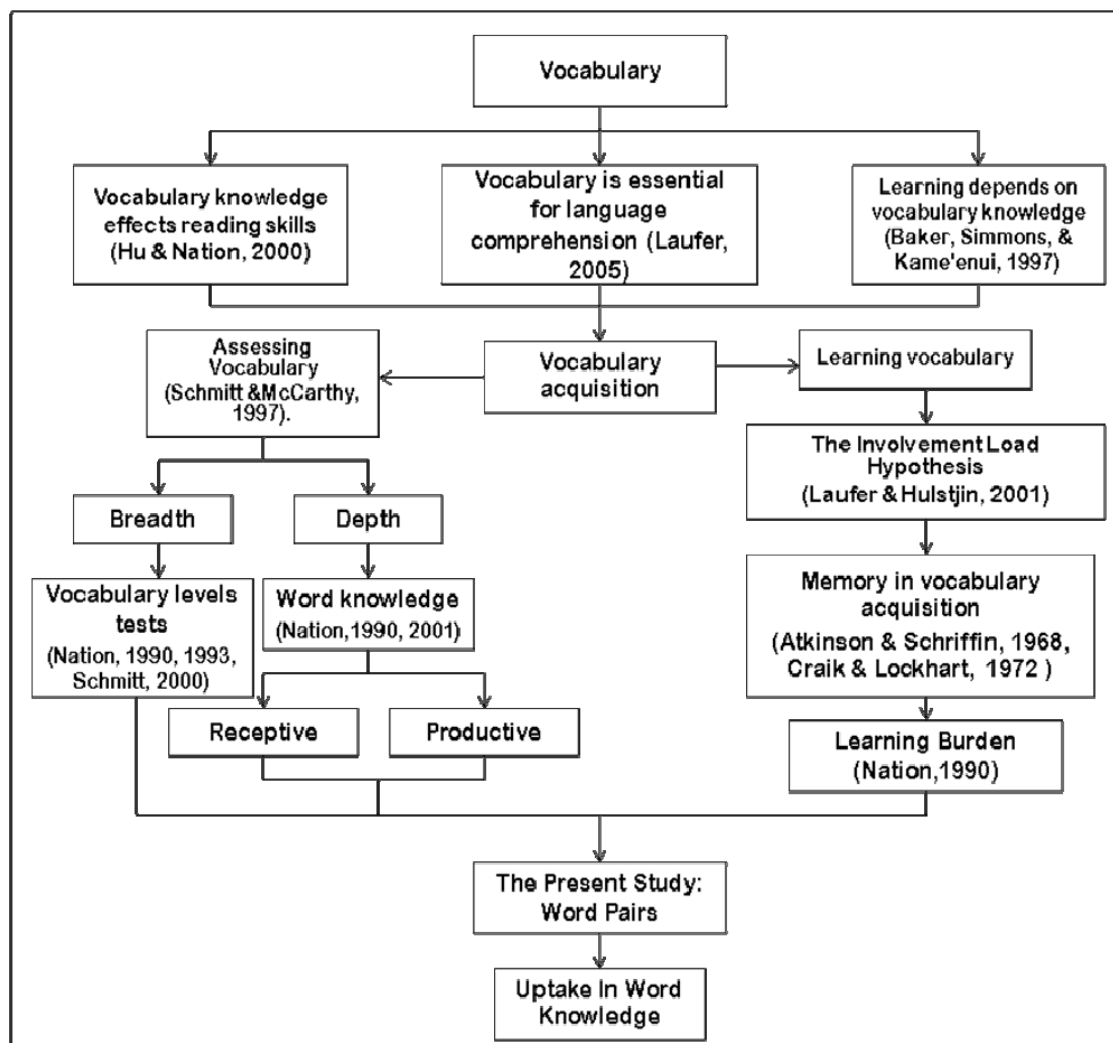 Vocabulary
Vocabulary knowledge
effects reading skills
(Hu & Nation, 2000)
Vocabulary is essential
for language
comprehension (Laufer,
2005)
Learning depends on
vocabulary knowledge
(Baker, Simmons, &
Kame'enui, 1997)
Assessing
Vocabulary
(Schmitt &McCarthy,
1997).
Vocabulary
acquisition
Learning vocabulary
The Involvement Load
Hypothesis
(Laufer & Hulstjin, 2001)
Breadth
Depth
Vocabulary levels
tests
(Nation, 1990, 1993,
Schmitt, 2000)
Word knowledge
(Nation,1990, 2001)
Memory in vocabulary
acquisition
(Atkinson & Schriffin, 1968,
Craik & Lockhart, 1972 )
Receptive
Productive
Learning Burden
(Nation,1990)
The Present Study:
Word Pairs
Uptake In Word
Knowledge